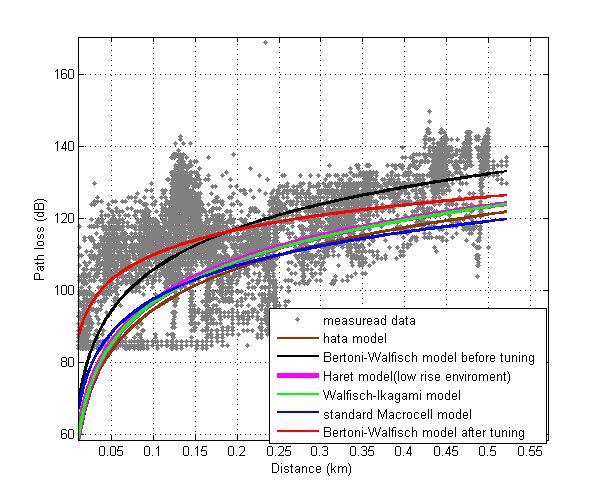 160
140
120
100
80
60
Path loss (dB)
measuread data
hata model
Bertoni-Walfisch model before tuning
Haret model(low rise enviroment)
Walfisch-Ikagami model
standard Macrocell model
Bertoni-Walfisch model after tuning
0.05 0.1 0.15 0.2 0.25 0.3 0.35 0.4 0.45 0.5 0.55
Distance (km)